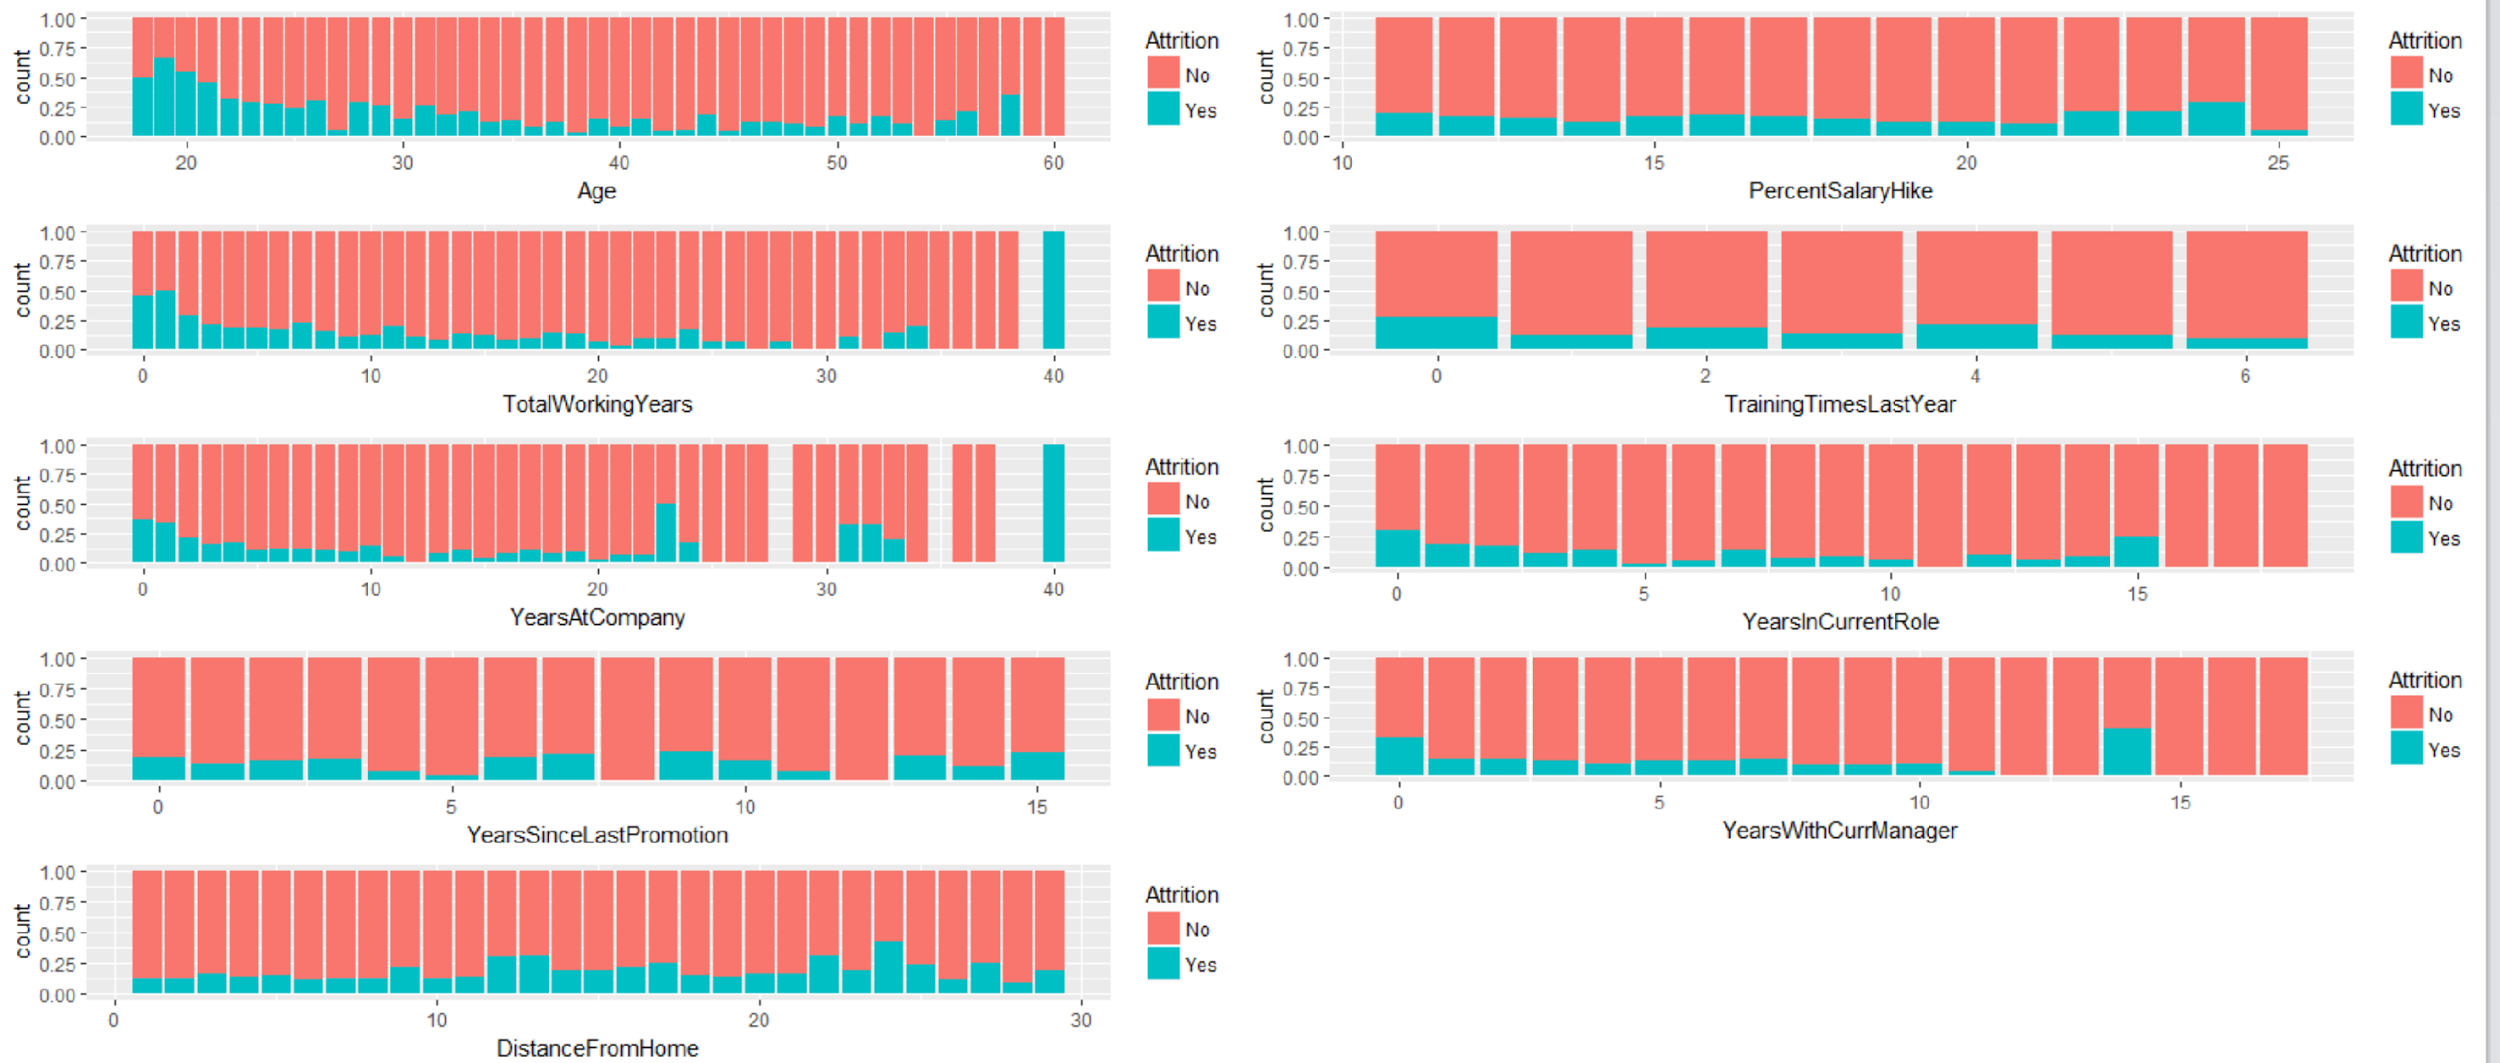 1.00
0.75
0.50
0.25
0.00
count
20 30 40 50 60
Age
Attrition
No
Yes
1.00
0.75
0.50
0.25
0.00
count
10 15 20 25
PercentSalaryHike
Attrition
No
Yes
1.00
0.75
0.50
0.25
0.00
count
0 10 20 30 40
TotalWorkingYears
Attrition
No
Yes
1.00
0.75
0.50
0.25
0.00
count
0 2 4 6
TrainingTimesLastYear
Attrition
No
Yes
1.00
0.75
0.50
0.25
0.00
count
0 10 20 30 40
YearsAtCompany
Attrition
No
Yes
1.00
0.75
0.50
0.25
0.00
count
0 5 10 15
YearsInCurrentRole
Attrition
No
Yes
1.00
0.75
0.50
0.25
0.00
count
0 5 10 15
YearsSinceLastPromotion
Attrition
No
Yes
1.00
0.75
0.50
0.25
0.00
count
0 5 10 15
YearsWithCurrManager
Attrition
No
Yes
1.00
0.75
0.50
0.25
0.00
count
0 10 20 30
DistanceFromHome
Attrition
No
Yes